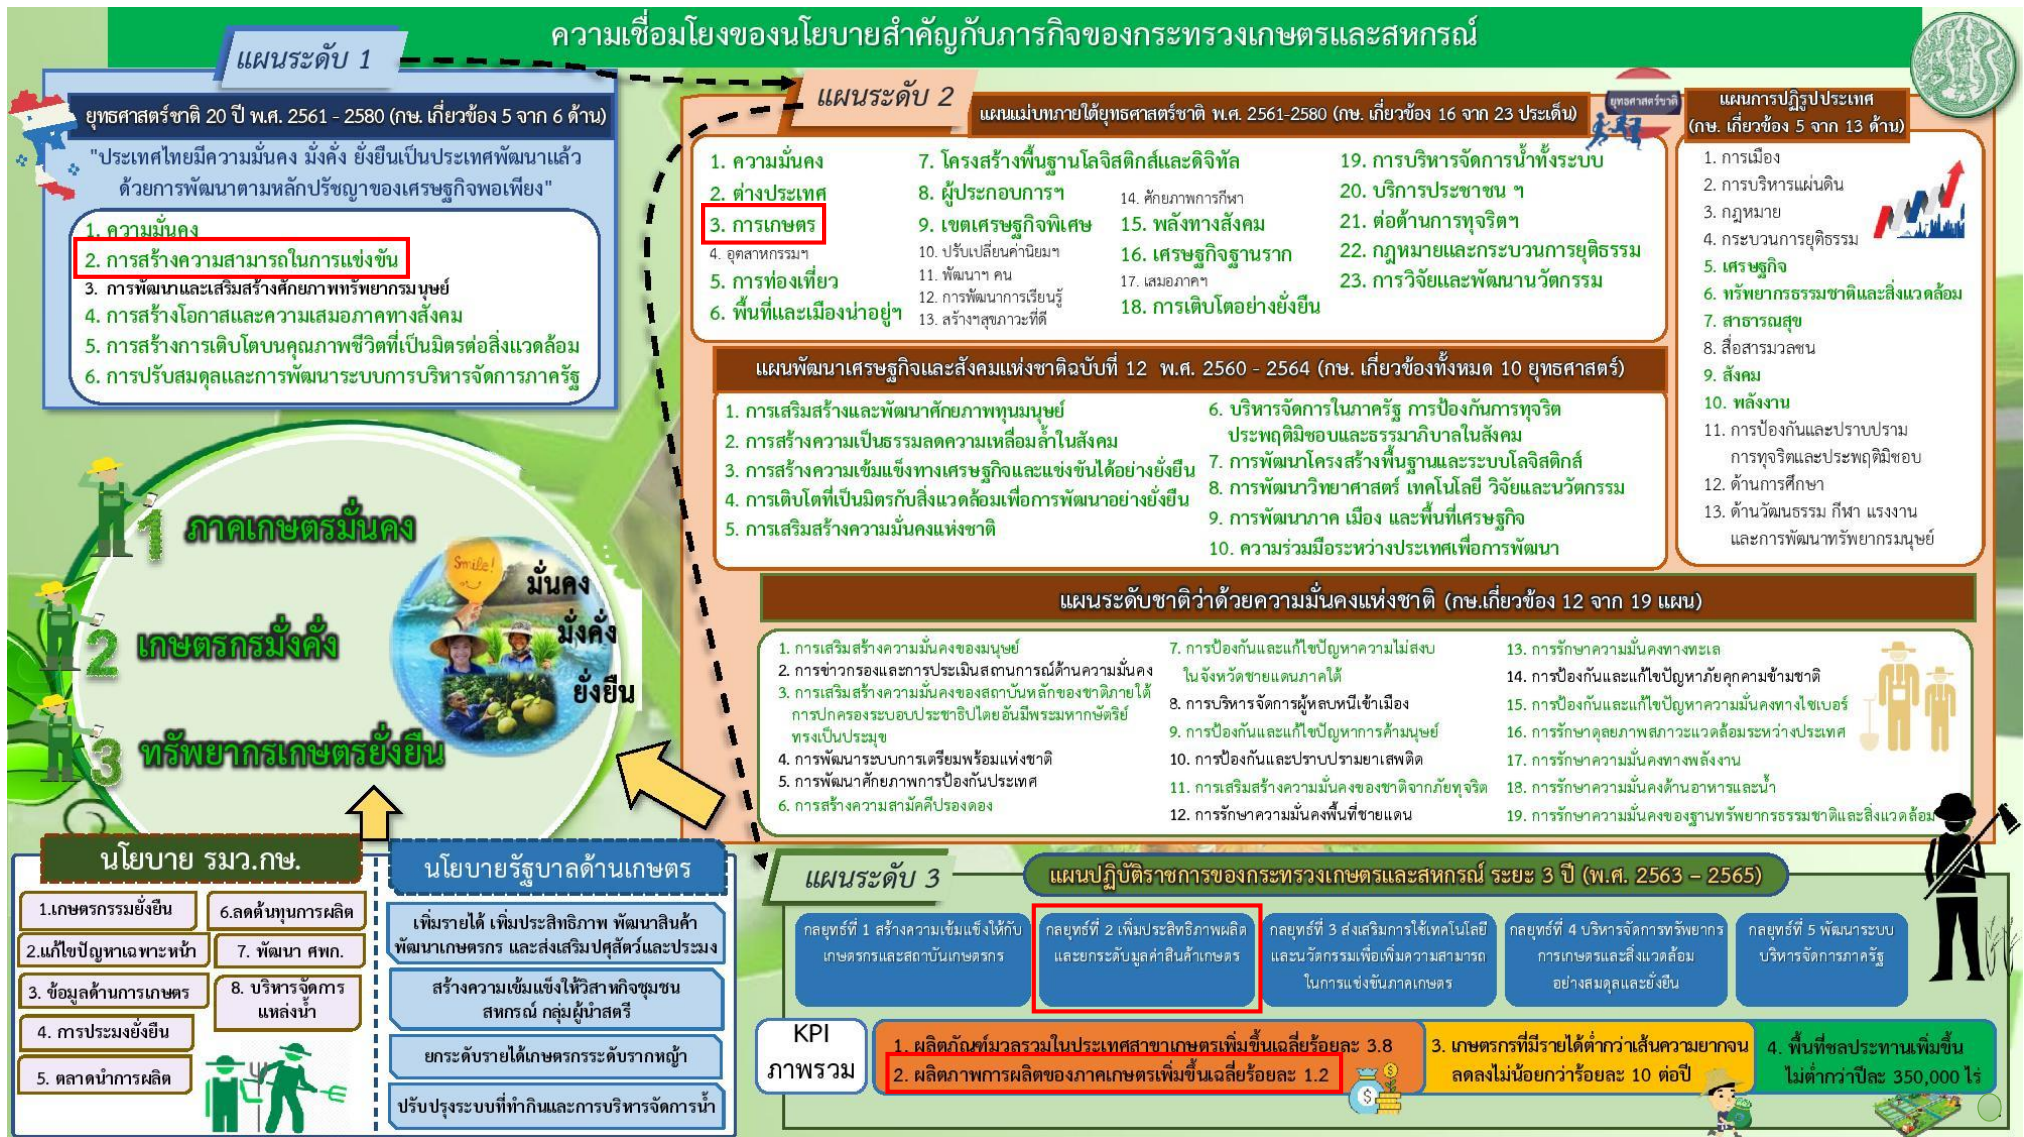 ความเชื่อมโยงของนโยบายสำคัญกับภารกิจของกระทรวงเกษตรและสหกรณ์
แผนระดับ 1
ยุทธศาสตร์ชาติ 20 ปี พ.ศ. 2561 - 2580 (กษ. เกี่ยวข้อง 5 จาก 6 ด้าน)
"ประเทศไทยมีความมั่นคง มั่งคั่ง ยั่งยืนเป็นประเทศพัฒนาแล้ว
ด้วยการพัฒนาตามหลักปรัชญาของเศรษฐกิจพอเพียง"
1. ความมั่นคง
2. การสร้างความสามารถในการแข่งขัน
3. การพัฒนาและเสริมสร้างศักยภาพทรัพยากรมนุษย์
4. การสร้างโอกาสและความเสมอภาคทางสังคม
5. การสร้างการเติบโตบนคุณภาพชีวิตที่เป็นมิตรต่อสิ่งแวดล้อม
6. การปรับสมดุลและการพัฒนาระบบการบริหารจัดการภาครัฐ
แผนระดับ 2
แผนแม่บทภายใต้ยุทธศาสตร์ชาติ พ.ศ. 2561-2580 (กษ. เกี่ยวข้อง 16 จาก 23 ประเด็น)
ยุทธศาสตร์ชาติ
1. ความมั่นคง
2. ต่างประเทศ
3. การเกษตร
4. อุตสาหกรรมฯ
5. การท่องเที่ยว
6. พื้นที่และเมืองน่าอยู่ฯ
7. โครงสร้างพื้นฐานโลจิสติกส์และดิจิทัล
8. ผู้ประกอบการฯ
9. เขตเศรษฐกิจพิเศษ
10. ปรับเปลี่ยนค่านิยมฯ
11. พัฒนาฯ คน
12. การพัฒนาการเรียนรู้
13. สร้างฯสุขภาวะที่ดี
14. ศักยภาพการกีฬา
15. พลังทางสังคม
16. เศรษฐกิจฐานราก
17. เสมอภาคฯ
18. การเติบโตอย่างยั่งยืน
19. การบริหารจัดการน้ำทั้งระบบ
20. บริการประชาชน ฯ
21. ต่อต้านการทุจริตฯ
22. กฎหมายและกระบวนการยุติธรรม
23. การวิจัยและพัฒนานวัตกรรม
แผนการปฏิรูปประเทศ
(กษ. เกี่ยวข้อง 5 จาก 13 ด้าน)
1. การเมือง
2. การบริหารแผ่นดิน
3. กฎหมาย
4. กระบวนการยุติธรรม
5. เศรษฐกิจ
6. ทรัพยากรธรรมชาติและสิ่งแวดล้อม
7. สาธารณสุข
8. สื่อสารมวลชน
9. สังคม
10. พลังงาน
11. การป้องกันและปราบปราม
การทุจริตและประพฤติมิชอบ
12. ด้านการศึกษา
13. ด้านวัฒนธรรม กีฬา แรงงาน
และการพัฒนาทรัพยากรมนุษย์
แผนพัฒนาเศรษฐกิจและสังคมแห่งชาติฉบับที่ 12 พ.ศ. 2560 - 2564 (กษ. เกี่ยวข้องทั้งหมด 10 ยุทธศาสตร์)
1. การเสริมสร้างและพัฒนาศักยภาพทุนมนุษย์
2. การสร้างความเป็นธรรมลดความเหลื่อมล้ำในสังคม
3. การสร้างความเข้มแข็งทางเศรษฐกิจและแข่งขันได้อย่างยั่งยืน
4. การเติบโตที่เป็นมิตรกับสิ่งแวดล้อมเพื่อการพัฒนาอย่างยั่งยืน
5. การเสริมสร้างความมั่นคงแห่งชาติ
6. บริหารจัดการในภาครัฐ การป้องกันการทุจริต
ประพฤติมิชอบและธรรมาภิบาลในสังคม
7. การพัฒนาโครงสร้างพื้นฐานและระบบโลจิสติกส์
8. การพัฒนาวิทยาศาสตร์ เทคโนโลยี วิจัยและนวัตกรรม
9. การพัฒนาภาค เมือง และพื้นที่เศรษฐกิจ
10. ความร่วมมือระหว่างประเทศเพื่อการพัฒนา
1 ภาคเกษตรมั่นคง
2 เกษตรกรมั่งคั่ง
3 ทรัพยากรเกษตรยั่งยืน
Smile!
มั่นคง
มั่งคั่ง
ยั่งยืน
แผนระดับชาติว่าด้วยความมั่นคงแห่งชาติ (กษ.เกี่ยวข้อง 12 จาก 19 แผน)
1. การเสริมสร้างความมั่นคงของมนุษย์
2. การข่าวกรองและการประเมินสถานการณ์ด้านความมั่นคง
3. การเสริมสร้างความมั่นคงของสถาบันหลักของชาติภายใต้
การปกครองระบอบประชาธิปไตยอันมีพระมหากษัตริย์
ทรงเป็นประมุข
4. การพัฒนาระบบการเตรียมพร้อมแห่งชาติ
5. การพัฒนาศักยภาพการป้องกันประเทศ
6. การสร้างความสามัคคีปรองดอง
7. การป้องกันและแก้ไขปัญหาความไม่สงบ
ในจังหวัดชายแดนภาคใต้
8. การบริหารจัดการผู้หลบหนีเข้าเมือง
9. การป้องกันและแก้ไขปัญหาการค้ามนุษย์
10. การป้องกันและปราบปรามยาเสพติด
11. การเสริมสร้างความมั่นคงของชาติจากภัยทุจริต
12. การรักษาความมั่นคงพื้นที่ชายแดน
13. การรักษาความมั่นคงทางทะเล
14. การป้องกันและแก้ไขปัญหาภัยคุกคามข้ามชาติ
15. การป้องกันและแก้ไขปัญหาความมั่นคงทางไซเบอร์
16. การรักษาดุลยภาพสภาวะแวดล้อมระหว่างประเทศ
17. การรักษาความมั่นคงทางพลังงาน
18. การรักษาความมั่นคงด้านอาหารและน้ำ
19. การรักษาความมั่นคงของฐานทรัพยากรธรรมชาติและสิ่งแวดล้อม
นโยบาย รมว.กษ.
1.เกษตรกรรมยั่งยืน
2.แก้ไขปัญหาเฉพาะหน้า
3. ข้อมูลด้านการเกษตร
4. การประมงยั่งยืน
5. ตลาดนำการผลิต
6.ลดต้นทุนการผลิต
7. พัฒนา ศพก.
8. บริหารจัดการ
แหล่งน้ำ
นโยบายรัฐบาลด้านเกษตร
เพิ่มรายได้ เพิ่มประสิทธิภาพ พัฒนาสินค้า
พัฒนาเกษตรกร และส่งเสริมปศุสัตว์และประมง
สร้างความเข้มแข็งให้วิสาหกิจชุมชน
สหกรณ์ กลุ่มผู้นำสตรี
ยกระดับรายได้เกษตรกรระดับรากหญ้า
ปรับปรุงระบบที่ทำกินและการบริหารจัดการน้ำ
แผนระดับ 3
แผนปฏิบัติราชการของกระทรวงเกษตรและสหกรณ์ ระยะ 3 ปี (พ.ศ. 2563 – 2565)
กลยุทธ์ที่ 1 สร้างความเข้มแข็งให้กับ
เกษตรกรและสถาบันเกษตรกร
กลยุทธ์ที่ 2 เพิ่มประสิทธิภาพผลิต
และยกระดับมูลค่าสินค้าเกษตร
กลยุทธ์ที่ 3 ส่งเสริมการใช้เทคโนโลยี
และนวัตกรรมเพื่อเพิ่มความสามารถ
ในการแข่งขันภาคเกษตร
กลยุทธ์ที่ 4 บริหารจัดการทรัพยากร
การเกษตรและสิ่งแวดล้อม
อย่างสมดุลและยั่งยืน
กลยุทธ์ที่ 5 พัฒนาระบบ
บริหารจัดการภาครัฐ
KPI
ภาพรวม
1. ผลิตภัณฑ์มวลรวมในประเทศสาขาเกษตรเพิ่มขึ้นเฉลี่ยร้อยละ 3.8
2. ผลิตภาพการผลิตของภาคเกษตรเพิ่มขึ้นเฉลี่ยร้อยละ 1.2
3. เกษตรกรที่มีรายได้ต่ำกว่าเส้นความยากจน
ลดลงไม่น้อยกว่าร้อยละ 10 ต่อปี
4. พื้นที่ชลประทานเพิ่มขึ้น
ไม่ต่ำกว่าปีละ 350,000 ไร่